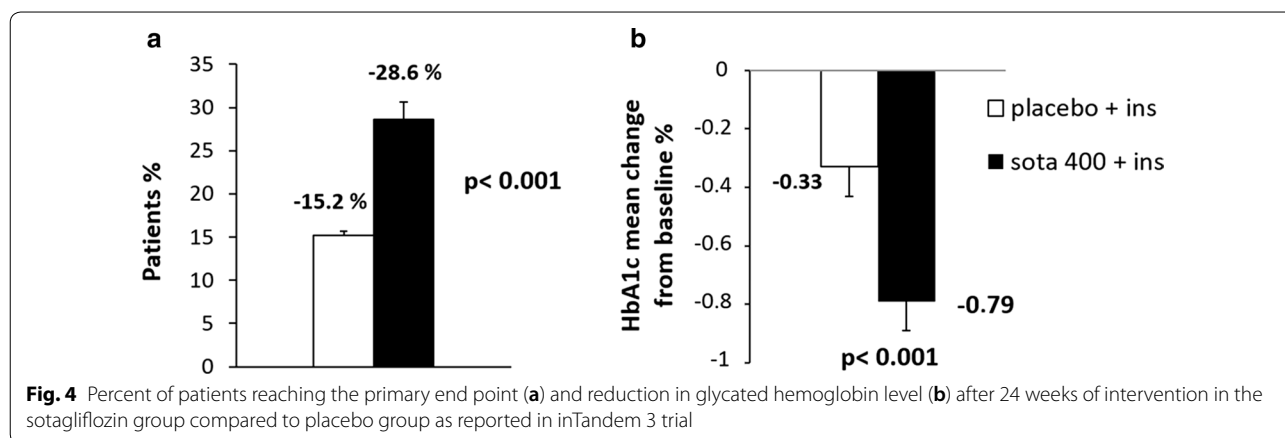 a
35
30
25
20
15
10
5
0
Patients %
-28.6 %
-15.2 %
p< 0.001
b
0
-0.2
-0.4
-0.6
-0.8
-1
HbA1c mean change
from baseline %
-0.33
-0.79
p< 0.001
placebo + ins
sota 400 + ins
Fig. 4 Percent of patients reaching the primary end point (a) and reduction in glycated hemoglobin level (b) after 24 weeks of intervention in the
sotagliflozin group compared to placebo group as reported in inTandem 3 trial